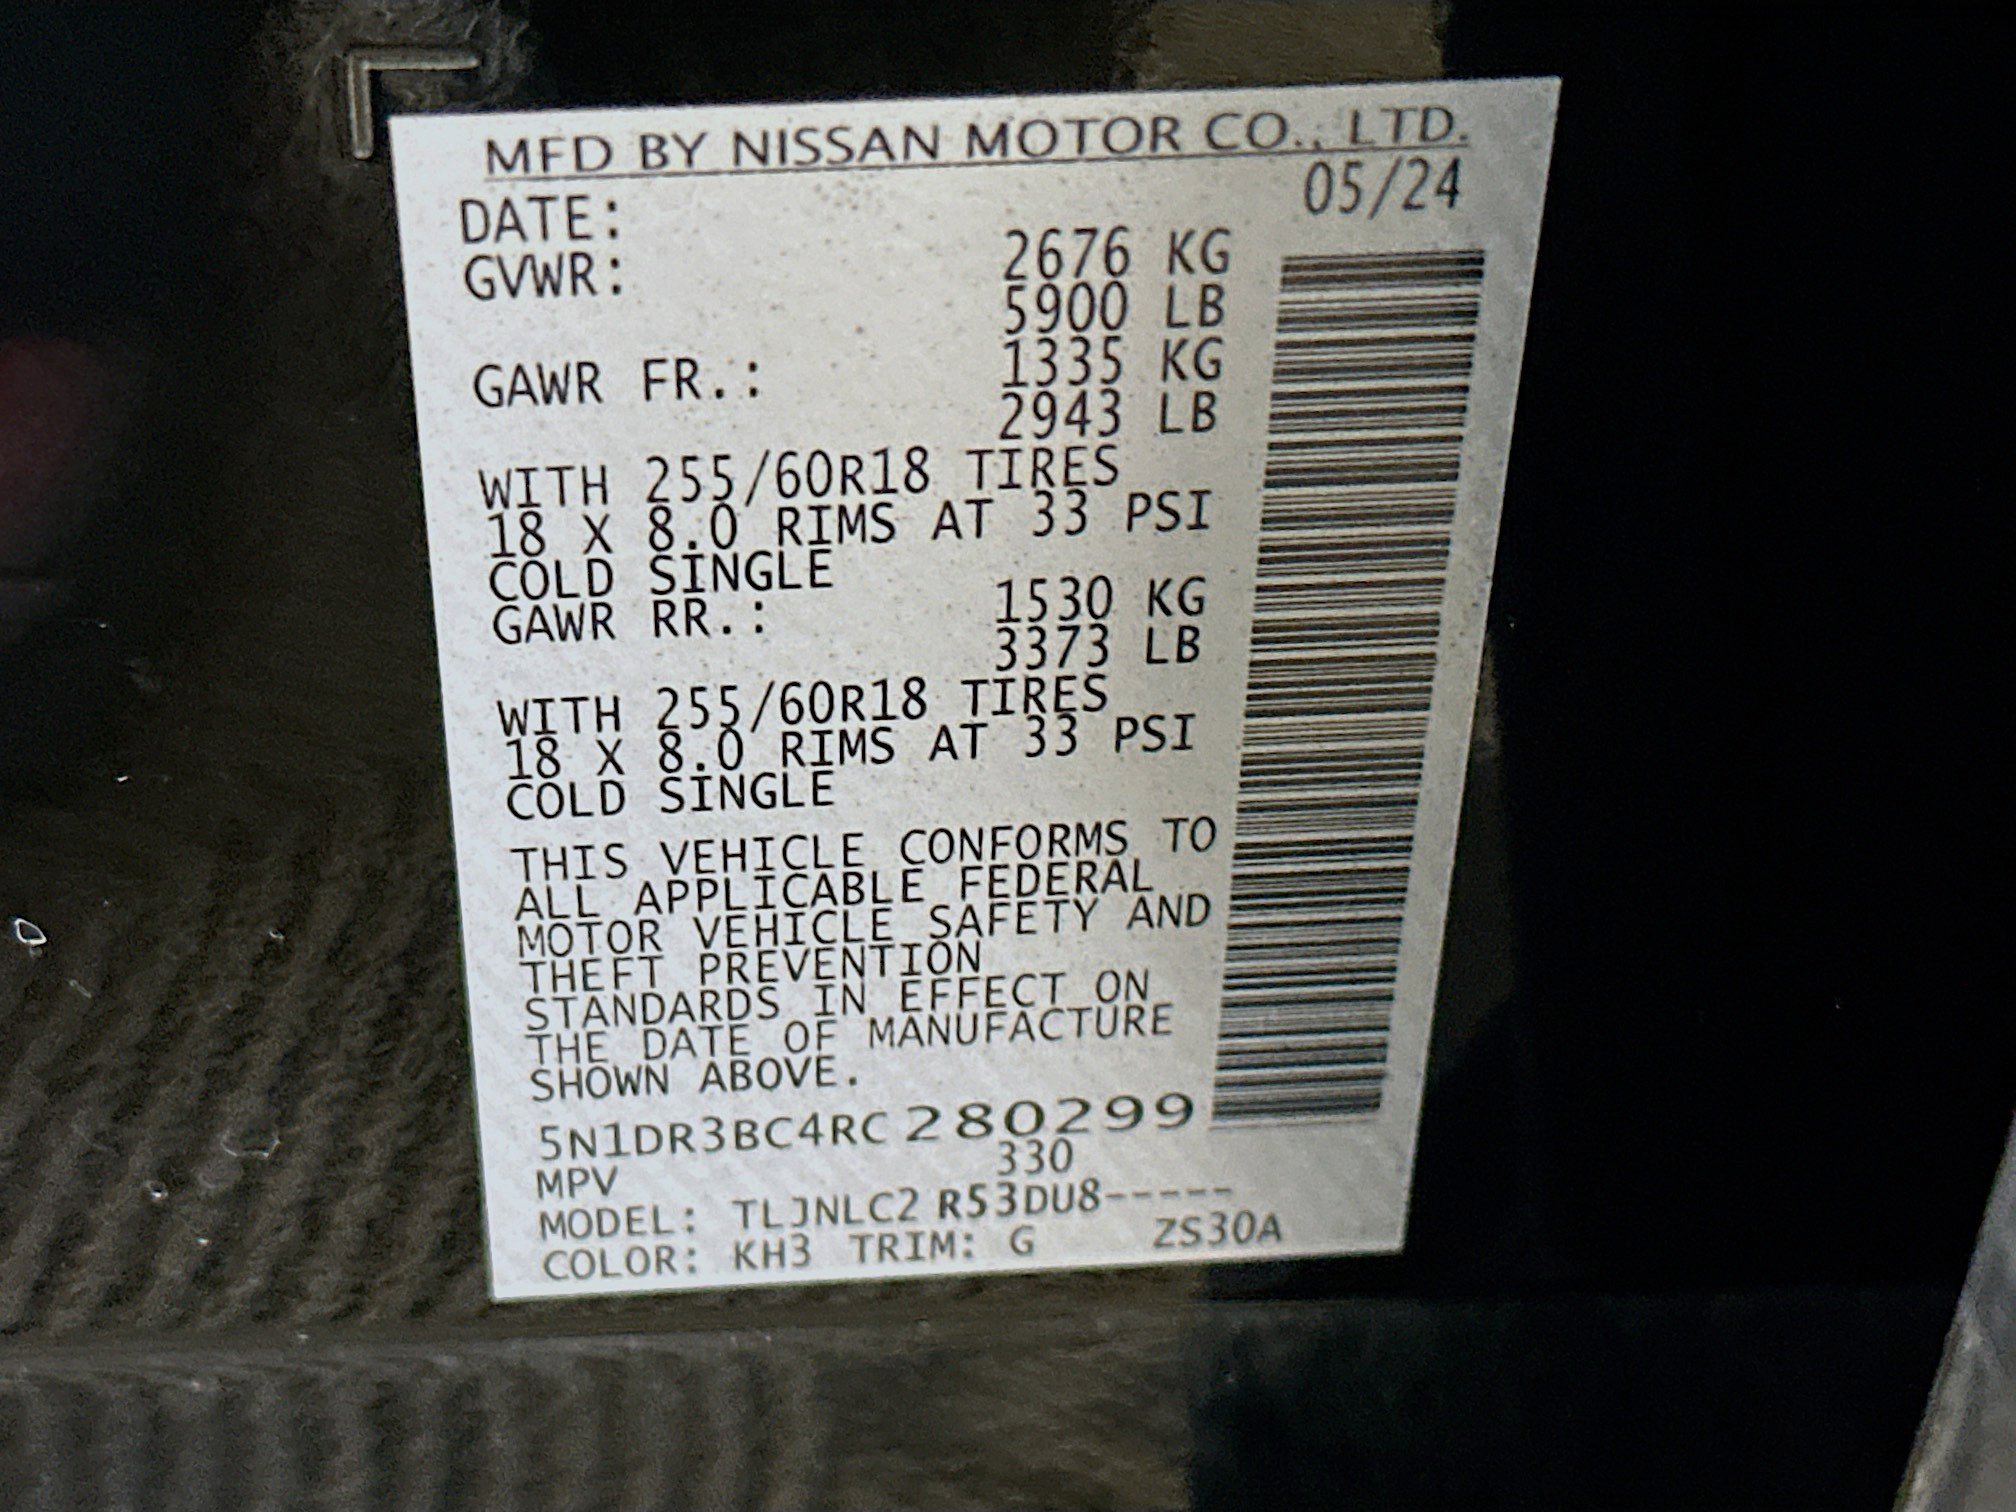 MFD BY NISSAN MOTOR CO., LTD.
DATE: 05/24
GVWR: 2676 KG
5900 LB
GAWR FR.: 1335 KG
2943 LB
WITH 255/60R18 TIRES
18 X 8.0 RIMS AT 33 PSI
COLD SINGLE
GAWR RR.: 1530 KG
3373 LB
WITH 255/60R18 TIRES
18 X 8.0 RIMS AT 33 PSI
COLD SINGLE
THIS VEHICLE CONFORMS TO
ALL APPLICABLE FEDERAL
MOTOR VEHICLE SAFETY AND
THEFT PREVENTION
STANDARDS IN EFFECT ON
THE DATE OF MANUFACTURE
SHOWN ABOVE.
5N1DR3BC4RC280299
MPV 330
MODEL: TLJNLC2 R53DU8-----
COLOR: KH3 TRIM: G ZS30A